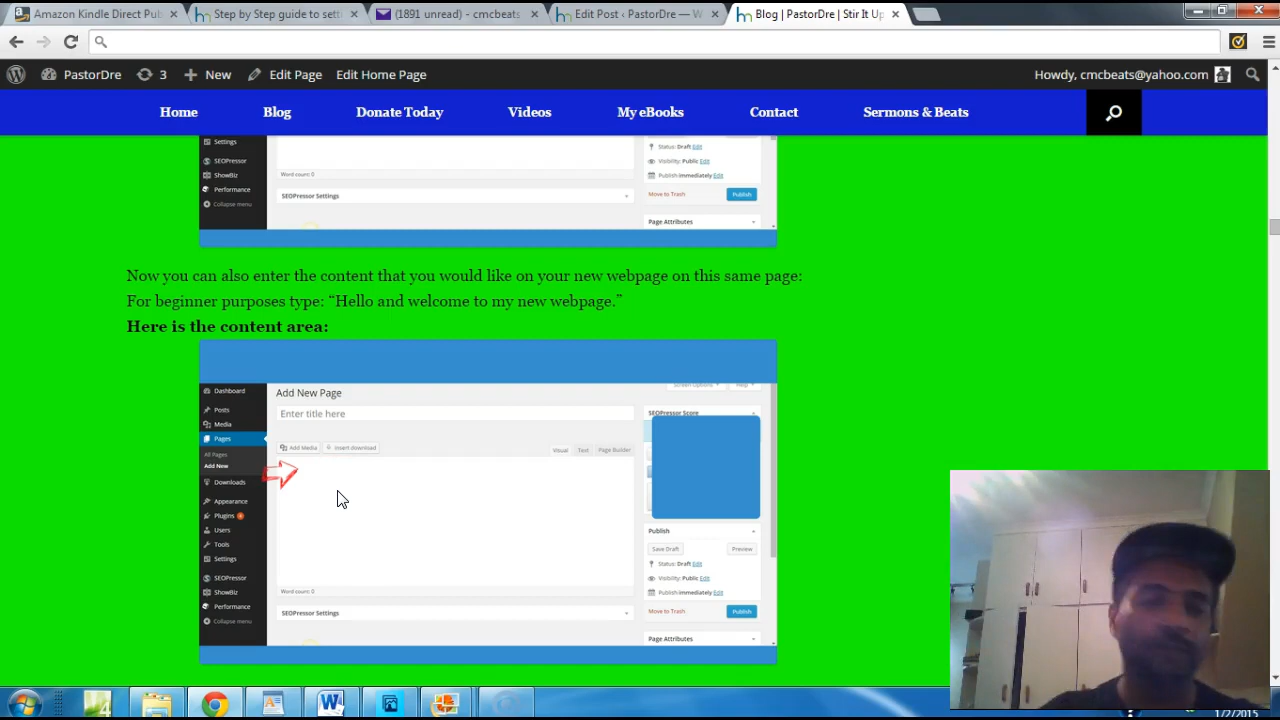 Amazon Kindle Direct Publ
Step by Step guide to sett
(1891 unread) - cmcbeats
Edit Post ‹ PastorDre — W
Blog | PastorDre | Stir It Up
PastorDre
3
New
Edit Page
Edit Home Page
Howdy, cmcbeats@yahoo.com
Home
Blog
Donate Today
Videos
My eBooks
Contact
Sermons & Beats
Settings
SEOPressor
ShowBiz
Performance
Collapse menu
Word count: 0
SEOPressor Settings
Status: Draft Edit
Visibility: Public Edit
Publish immediately Edit
Move to Trash
Publish
Page Attributes
Now you can also enter the content that you would like on your new webpage on this same page:
For beginner purposes type: “Hello and welcome to my new webpage.”
Here is the content area:
Dashboard
Posts
Media
Pages
All Pages
Add New
Downloads
Appearance
Plugins
Users
Tools
Settings
SEOPressor
ShowBiz
Performance
Collapse menu
Add New Page
Enter title here
Add Media
Insert download
Visual
Text
Page Builder
Word count: 0
SEOPressor Settings
Screen Options
Help
SEOPressor Score
Publish
Save Draft
Preview
Status: Draft Edit
Visibility: Public Edit
Publish immediately Edit
Move to Trash
Publish
Page Attributes
1/2/2015